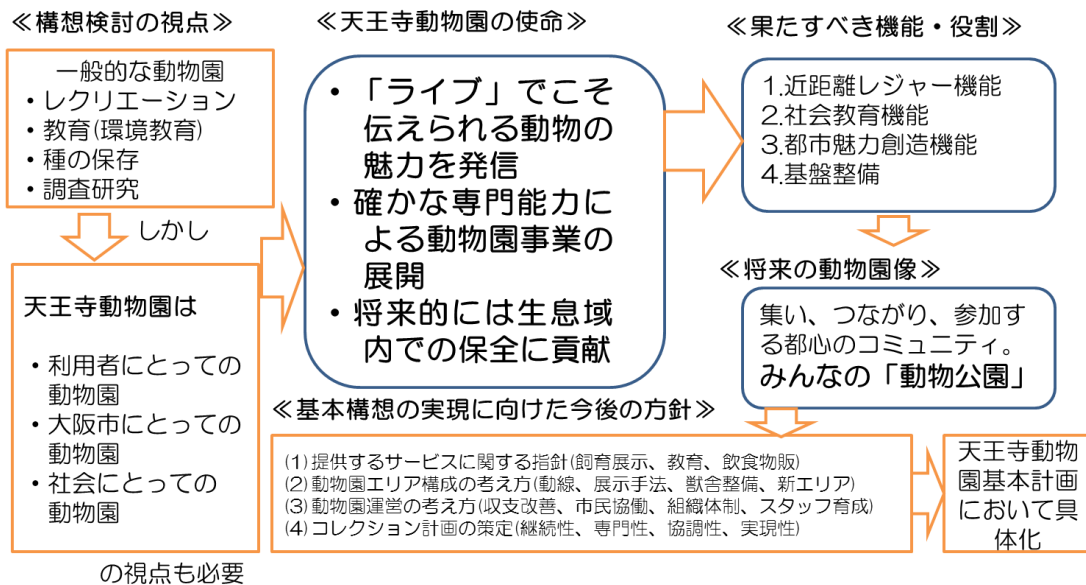 ≪構想検討の視点≫
一般的な動物園
・レクリエーション
・教育(環境教育)
・種の保存
・調査研究
しかし
天王寺動物園は
・利用者にとっての
動物園
・大阪市にとっての
動物園
・社会にとっての
動物園
の視点も必要
≪天王寺動物園の使命≫
・「ライブ」でこそ
伝えられる動物の
魅力を発信
・確かな専門能力に
よる動物園事業の
展開
・将来的には生息域
内での保全に貢献
≪果たすべき機能・役割≫
1.近距離レジャー機能
2.社会教育機能
3.都市魅力創造機能
4.基盤整備
≪将来の動物園像≫
集い、つながり、参加す
る都心のコミュニティ。
みんなの「動物公園」
≪基本構想の実現に向けた今後の方針≫
(1)提供するサービスに関する指針(飼育展示、教育、飲食物販)
(2)動物園エリア構成の考え方(動線、展示手法、獣舎整備、新エリア)
(3)動物園運営の考え方(収支改善、市民協働、組織体制、スタッフ育成)
(4)コレクション計画の策定(継続性、専門性、協調性、実現性)
天王寺動物
園基本計画
において具
体化